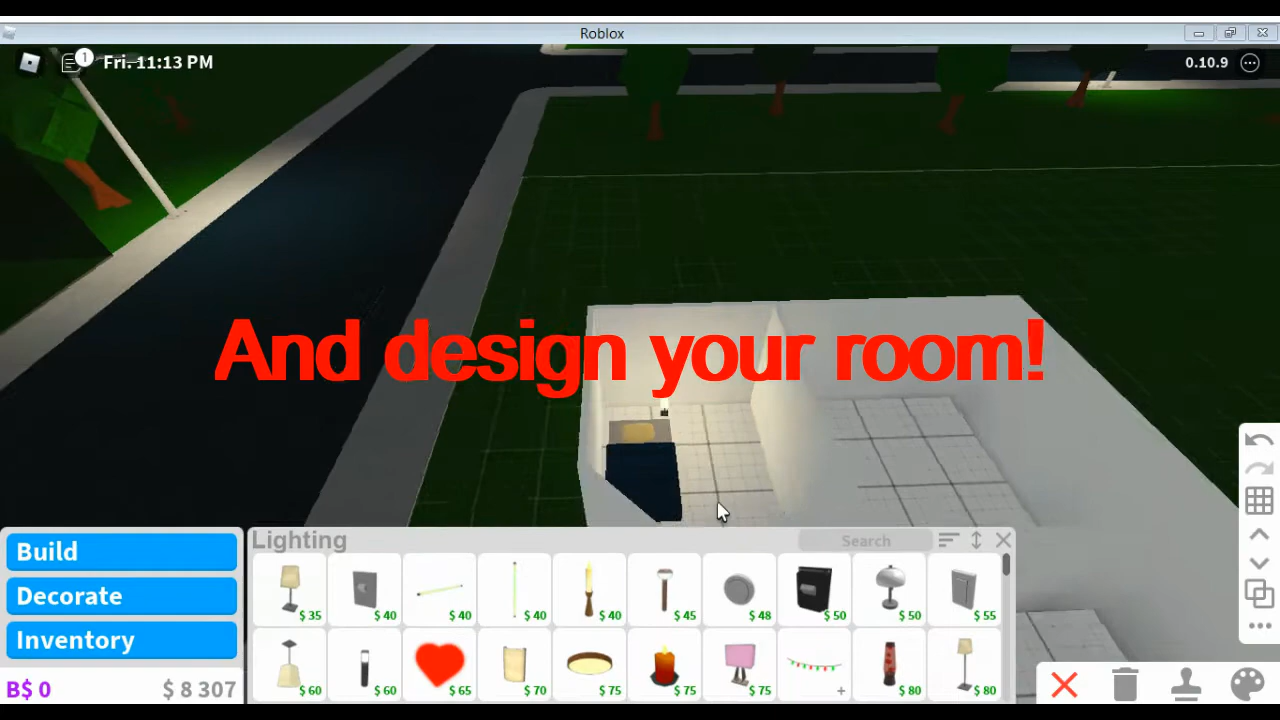 Roblox
1
Fri. 11:13 PM
0.10.9
And design your room!
Build
Decorate
Inventory
B$ 0
$ 8 307
Lighting
Search
$ 35
$ 40
$ 40
$ 40
$ 40
$ 45
$ 48
$ 50
$ 50
$ 55
$ 60
$ 60
$ 65
$ 70
$ 75
$ 75
$ 75
+
$ 80
$ 80